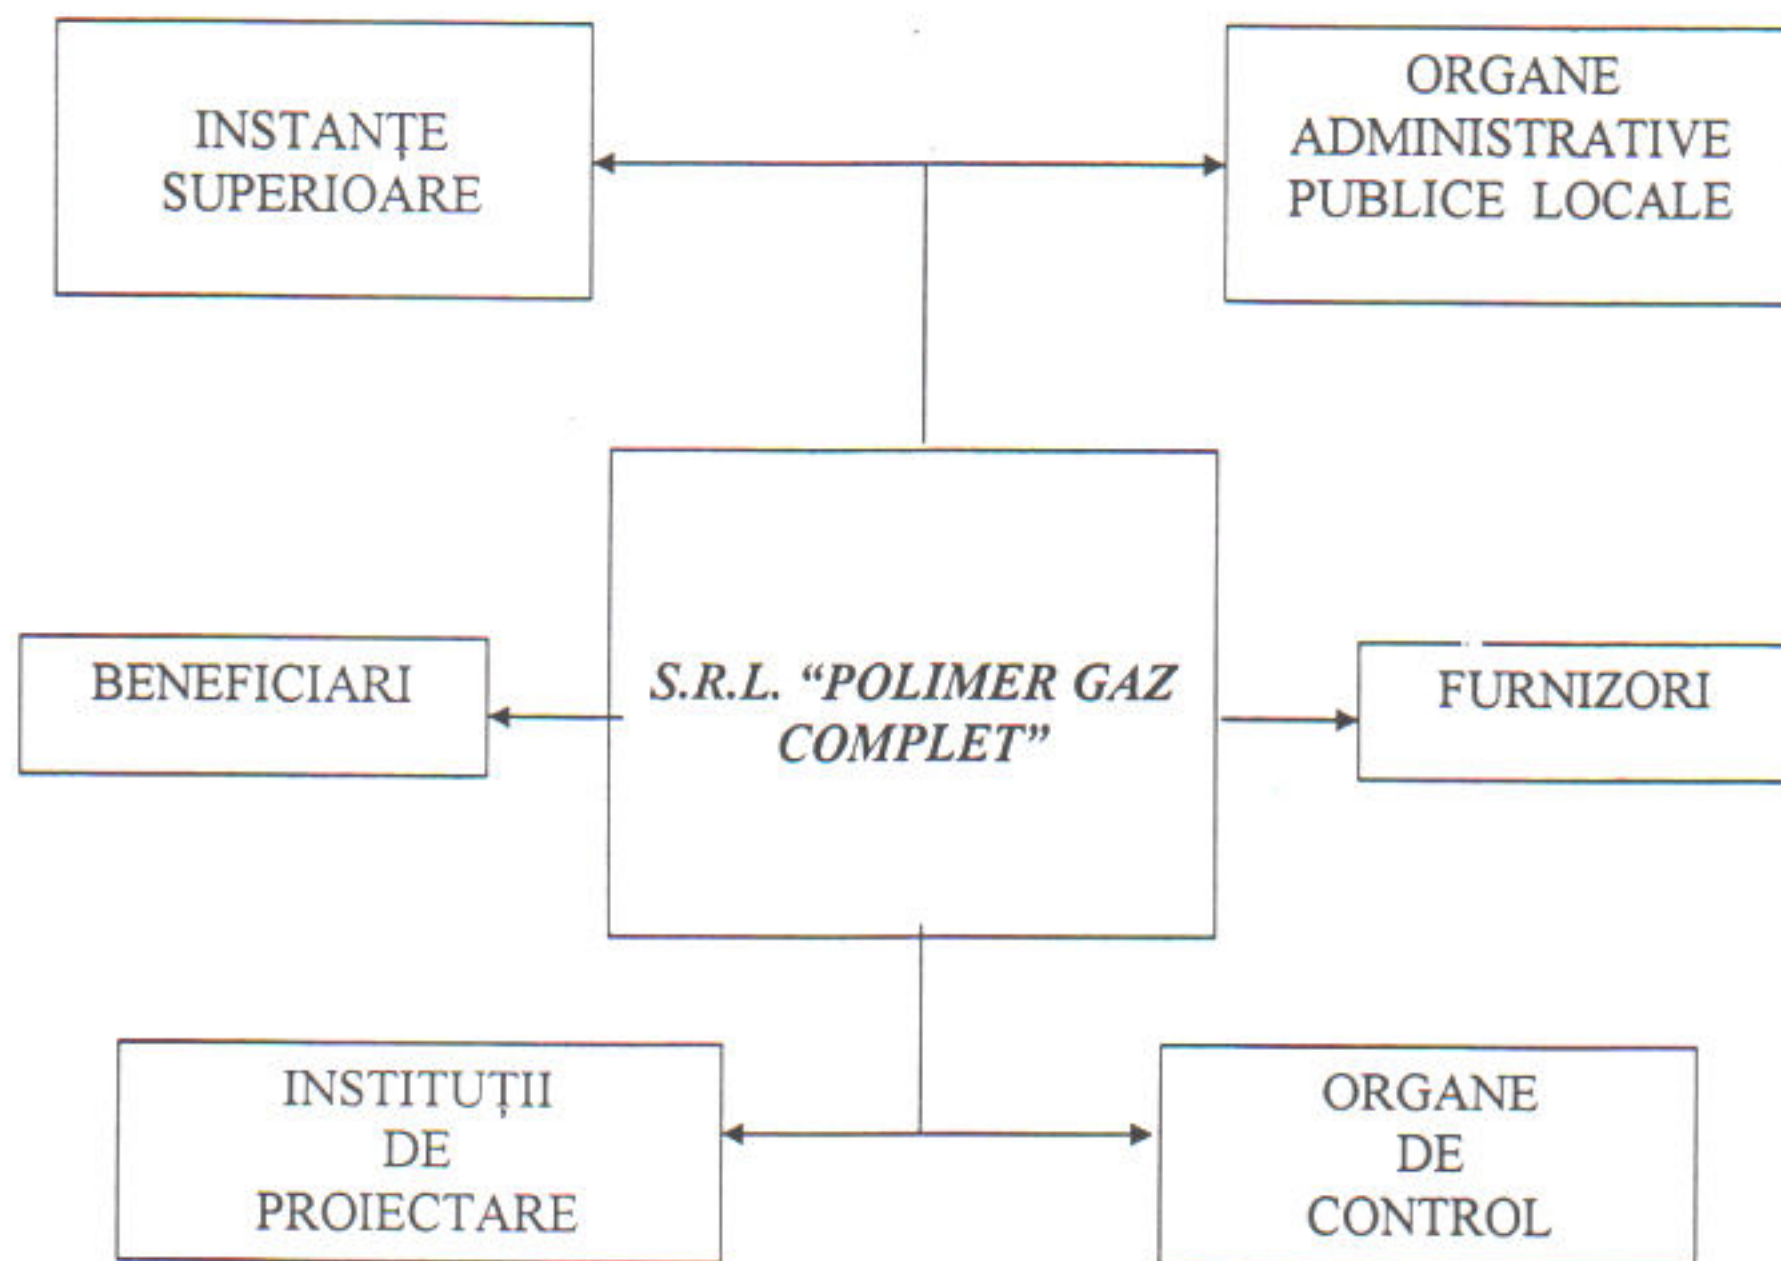 INSTANȚE
SUPERIOARE
ORGANE
ADMINISTRATIVE
PUBLICE LOCALE
BENEFICIARI
S.R.L. “POLIMER GAZ
COMPLET”
FURNIZORI
INSTITUȚII
DE
PROIECTARE
ORGANE
DE
CONTROL